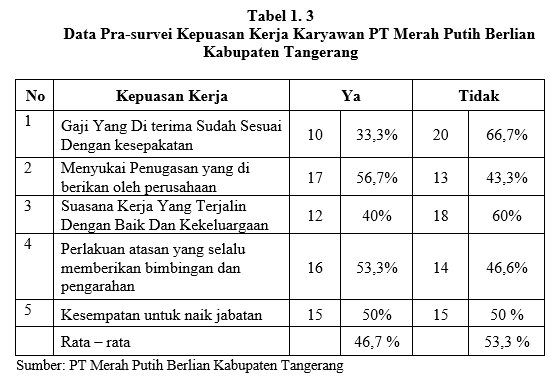 Tabel 1. 3
Data Pra-survei Kepuasan Kerja Karyawan PT Merah Putih Berlian
Kabupaten Tangerang
No Kepuasan Kerja Ya Tidak
1 Gaji Yang Di terima Sudah Sesuai
Dengan kesepakatan 10 33,3% 20 66,7%
2 Menyukai Penugasan yang di
berikan oleh perusahaan 17 56,7% 13 43,3%
3 Suasana Kerja Yang Terjalin
Dengan Baik Dan Kekeluargaan 12 40% 18 60%
4 Perlakuan atasan yang selalu
memberikan bimbingan dan 16 53,3% 14 46,6%
pengarahan
5 Kesempatan untuk naik jabatan 15 50% 15 50 %
Rata – rata 46,7 % 53,3 %
Sumber: PT Merah Putih Berlian Kabupaten Tangerang